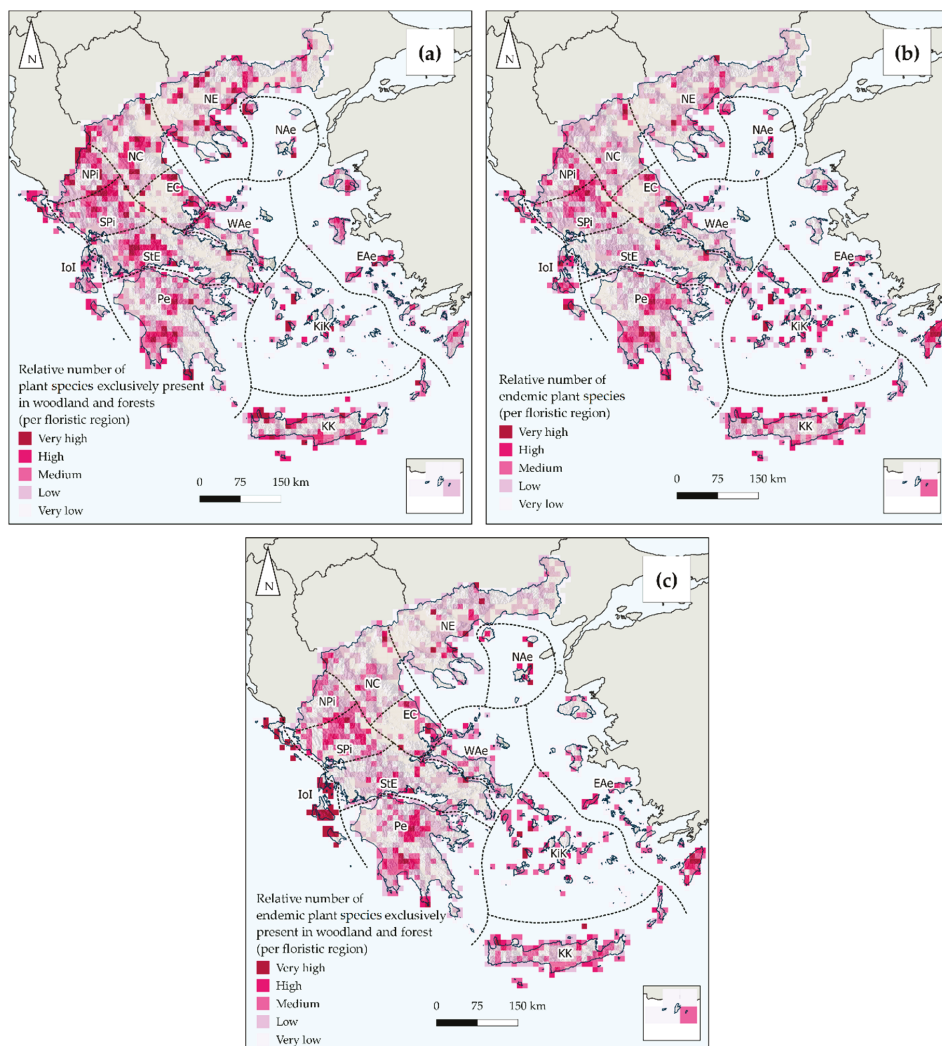 N
(a)
NE
NAe
NC
NPi
EC
SPi
WAe
IoI
StE
EAe
Pe
KiK
Relative number of
plant species exclusively present
in woodland and forests
(per floristic region)
Very high
High
Medium
Low
Very low
KK
0 75 150 km
N
(b)
NE
NAe
NC
NPi
EC
SPi
WAe
IoI
StE
EAe
Pe
KiK
Relative number of
endemic plant species
(per floristic region)
Very high
High
Medium
Low
Very low
KK
0 75 150 km
N
(c)
NE
NAe
NC
NPi
EC
SPi
WAe
IoI
StE
EAe
Pe
KiK
Relative number of
endemic plant species exclusively
present in woodland and forest
(per floristic region)
Very high
High
Medium
Low
Very low
KK
0 75 150 km